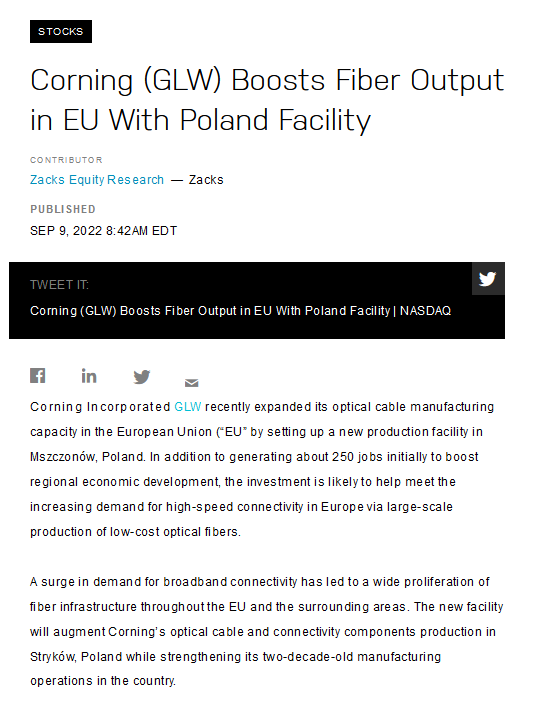 STOCKS
Corning (GLW) Boosts Fiber Output
in EU With Poland Facility
CONTRIBUTOR
Zacks Equity Research — Zacks
PUBLISHED
SEP 9, 2022 8:42AM EDT
TWEET IT:
Corning (GLW) Boosts Fiber Output in EU With Poland Facility | NASDAQ
Corning Incorporated GLW recently expanded its optical cable manufacturing
capacity in the European Union (“EU” by setting up a new production facility in
Mszczonów, Poland. In addition to generating about 250 jobs initially to boost
regional economic development, the investment is likely to help meet the
increasing demand for high-speed connectivity in Europe via large-scale
production of low-cost optical fibers.
A surge in demand for broadband connectivity has led to a wide proliferation of
fiber infrastructure throughout the EU and the surrounding areas. The new facility
will augment Corning’s optical cable and connectivity components production in
Stryków, Poland while strengthening its two-decade-old manufacturing
operations in the country.